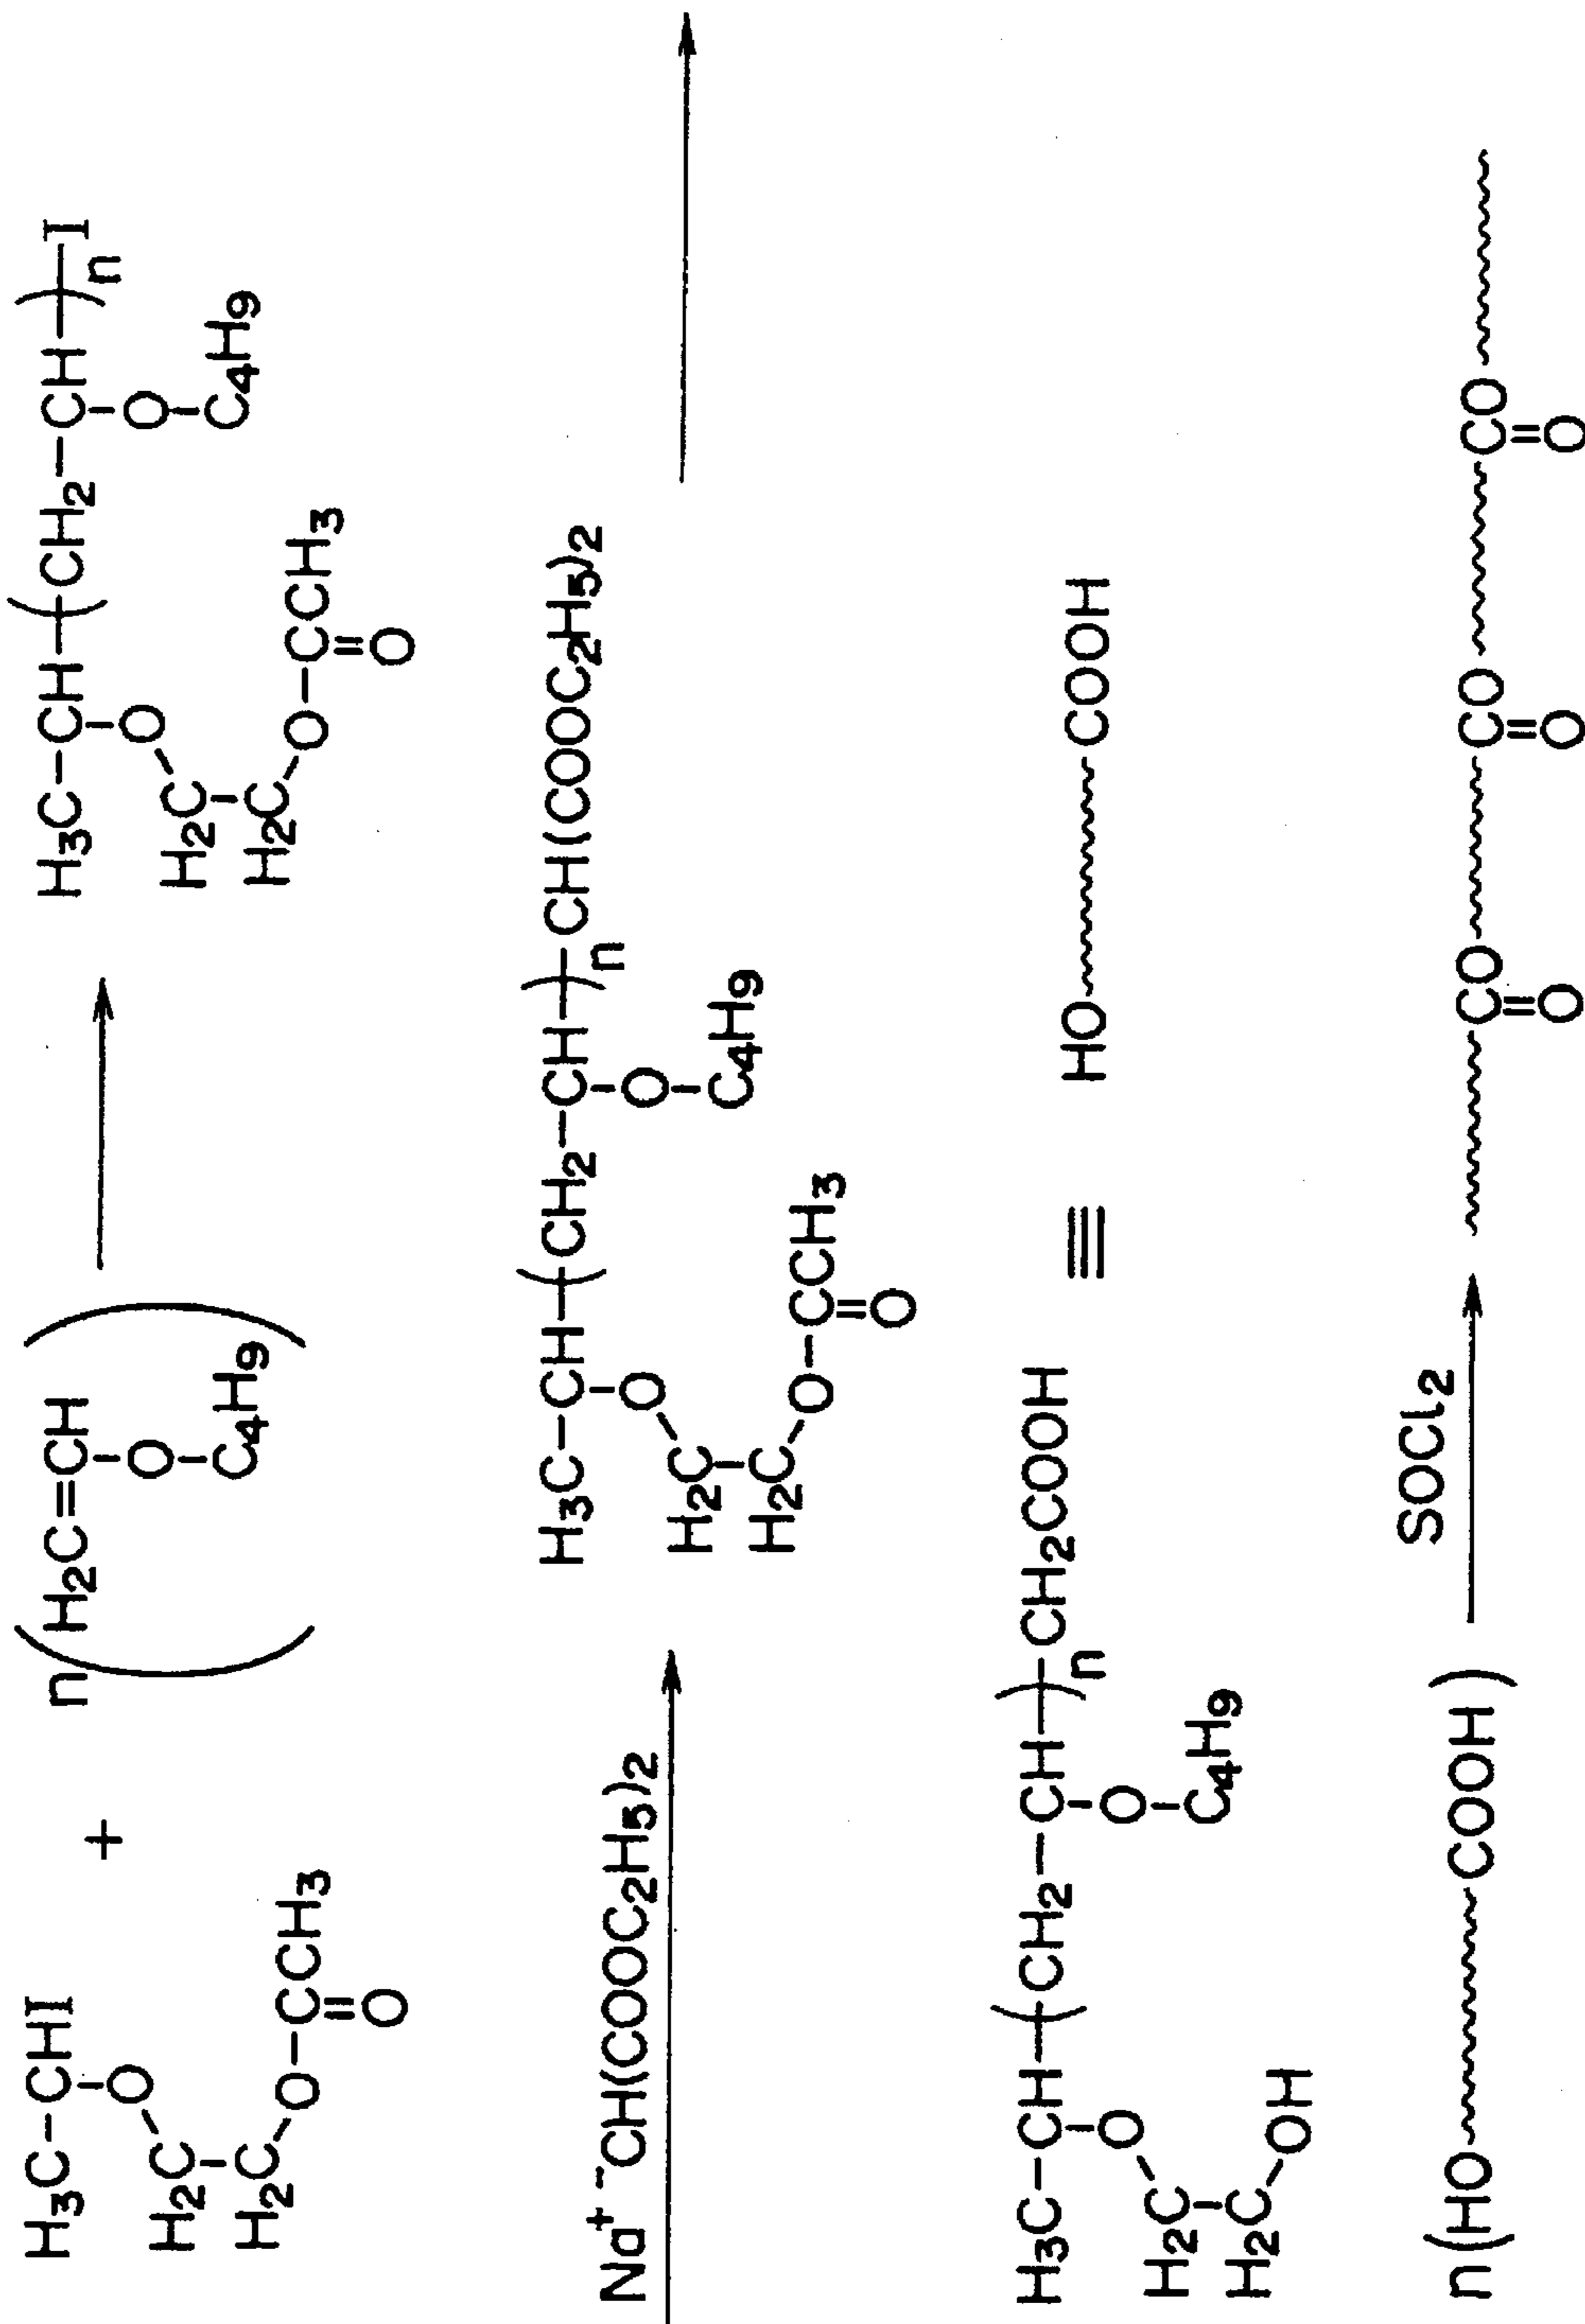 H3C-CHI + n(H2C=CH) → H3C-CH-(CH2-CH-)n-I
O O O O
H2C C4H9 H2C C4H9
H2C-O-CCH3 H2C-O-CCH3
O O
Na+ -CH(COOC2H5)2 → H3C-CH-(CH2-CH-)n-CH(COOC2H5)2 →
O O
H2C C4H9
H2C-O-CCH3
O
H3C-CH-(CH2-CH-)n-CH2COOH ≡ HO~COOH
O O
H2C C4H9
H2C-OH
n(HO~COOH) SOCl2 → ~CO~CO~CO~
O O O